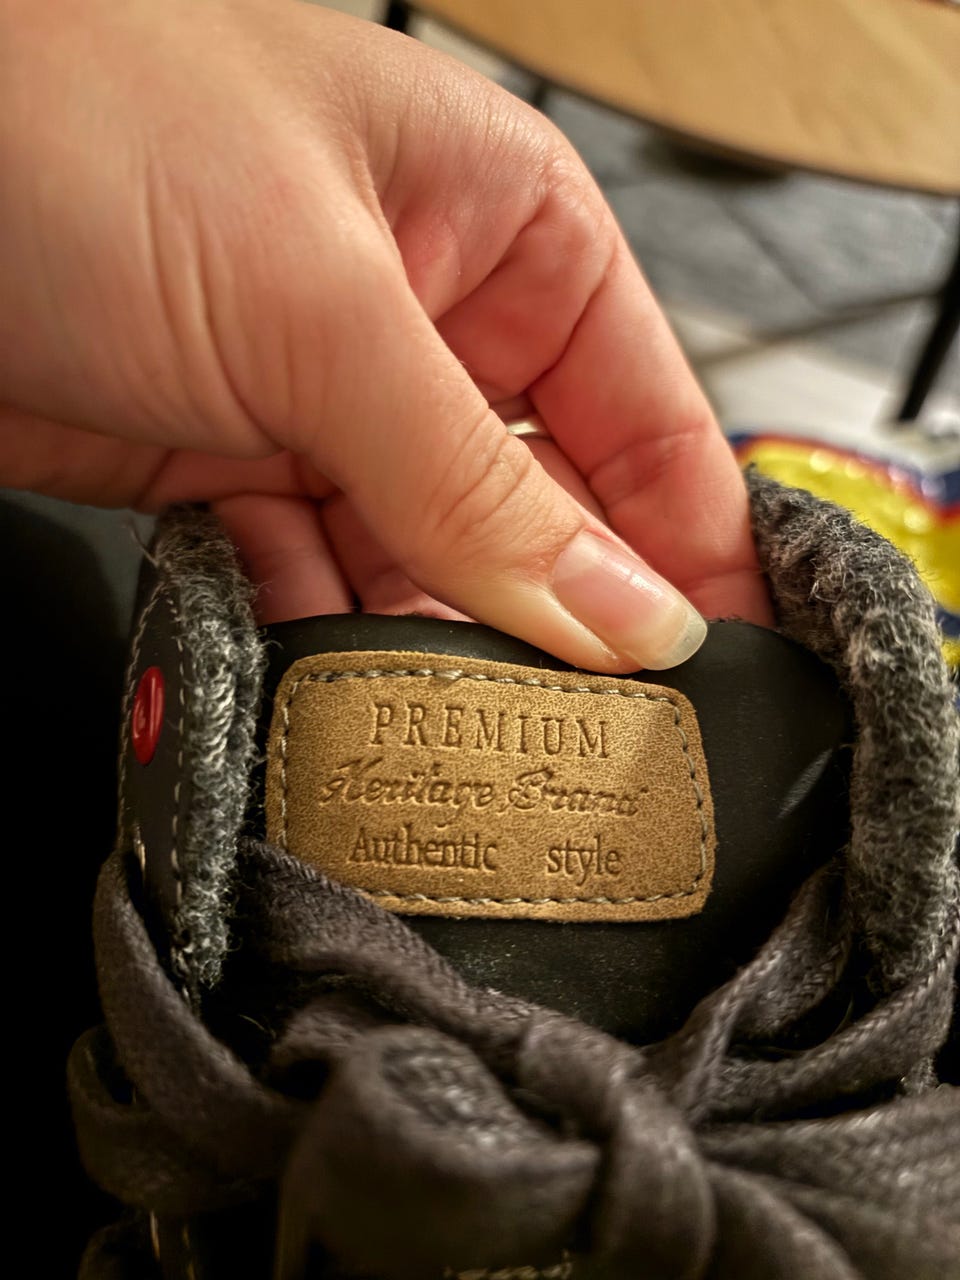 PREMIUM
Heritage Brand
Authentic style